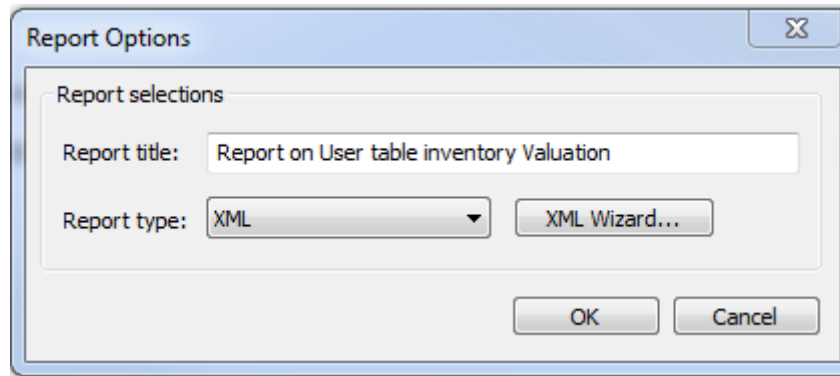 Report Options
Report selections
Report title: Report on User table inventory Valuation
Report type: XML XML Wizard...
OK Cancel